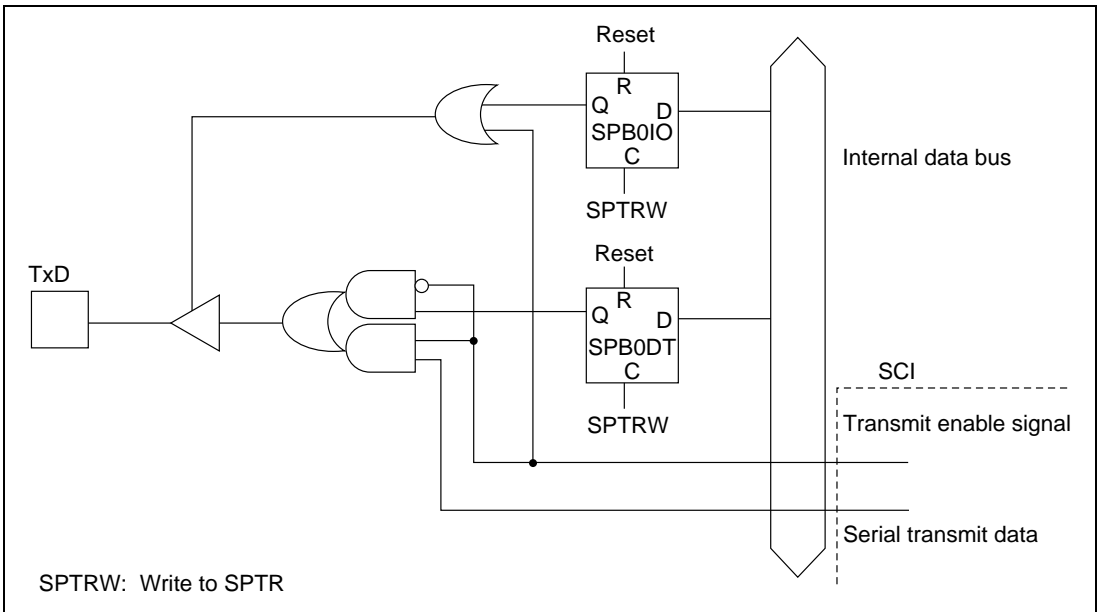 Reset
R
Q
D
SPB0IO
C
SPTRW
Internal data bus
Reset
R
Q
D
SPB0DT
C
SPTRW
TxD
SCI
Transmit enable signal
Serial transmit data
SPTRW: Write to SPTR